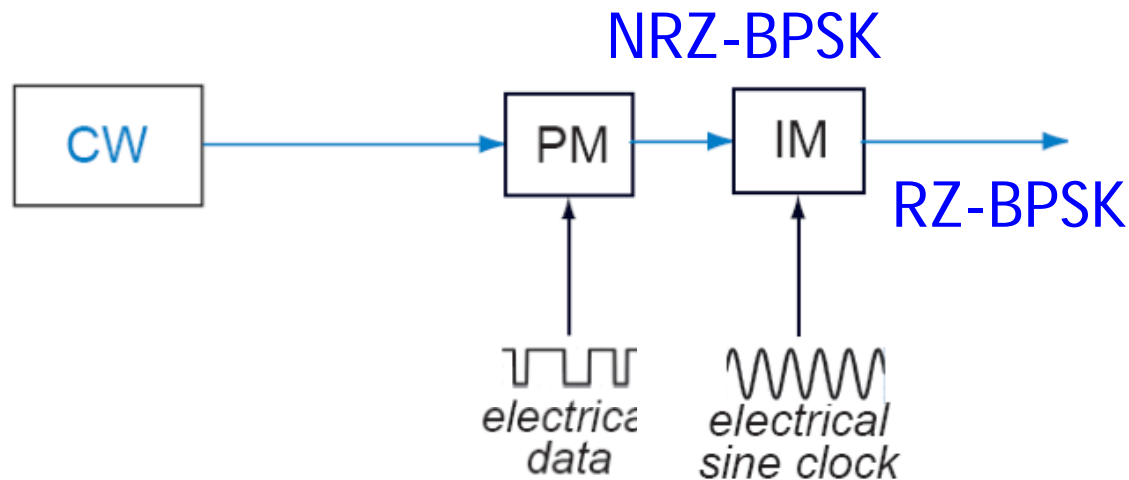 NRZ-BPSK
CW
PM
IM
RZ-BPSK
electrica
data
electrical
sine clock